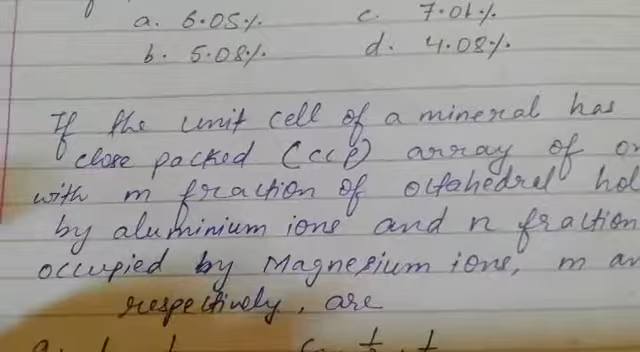 a. 6.05%. c. 7.01%.
b. 5.08%. d. 4.08%.
If the unit cell of a mineral has
close packed (ccp) array of
with m fraction of octahedral
by aluminium ions and n fraction
occupied by Magnesium ions, m
respectively, are